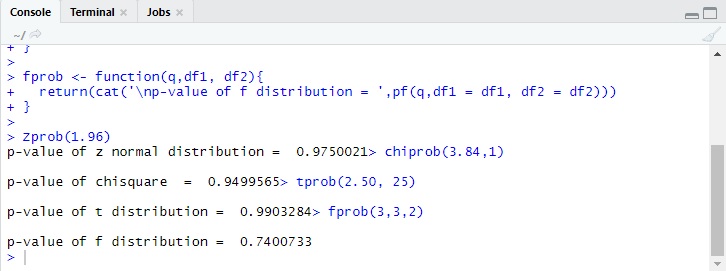 Console Terminal × Jobs ×
~/
+ }
>
> fprob <- function(q,df1, df2){
+   return(cat('\np-value of f distribution = ',pf(q,df1 = df1, df2 = df2)))
+ }
>
> Zprob(1.96)
p-value of z normal distribution =  0.9750021> chiprob(3.84,1)
p-value of chisquare  =  0.9499565> tprob(2.50, 25)
p-value of t distribution =  0.9903284> fprob(3,3,2)
p-value of f distribution =  0.7400733
>